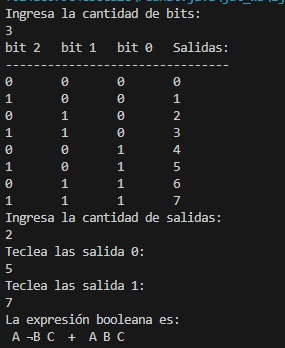 Ingresa la cantidad de bits:
3
bit 2 bit 1 bit 0 Salidas:
--------------------------------
0 0 0 0
1 0 0 1
0 1 0 2
1 1 0 3
0 0 1 4
1 0 1 5
0 1 1 6
1 1 1 7
Ingresa la cantidad de salidas:
2
Teclea las salida 0:
5
Teclea las salida 1:
7
La expresión booleana es:
A ¬B C + A B C